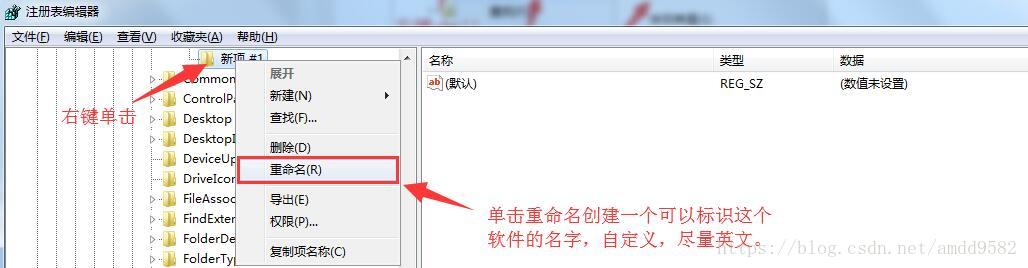 注册表编辑器
文件(F) 编辑(E) 查看(V) 收藏夹(A) 帮助(H)
新项 #1
名称 类型 数据
(默认) REG_SZ (数值未设置)
展开
新建(N)
查找(F)...
删除(D)
重命名(R)
导出(E)
权限(P)...
复制项名称(C)
右键单击
Common
ControlPa
Desktop
DesktopI
DeviceUp
DriveIcon
FileAssoc
FindExten
FolderDe
FolderTyp
单击重命名创建一个可以标识这个
软件的名字，自定义，尽量英文。
https://blog.csdn.net/amdd9582